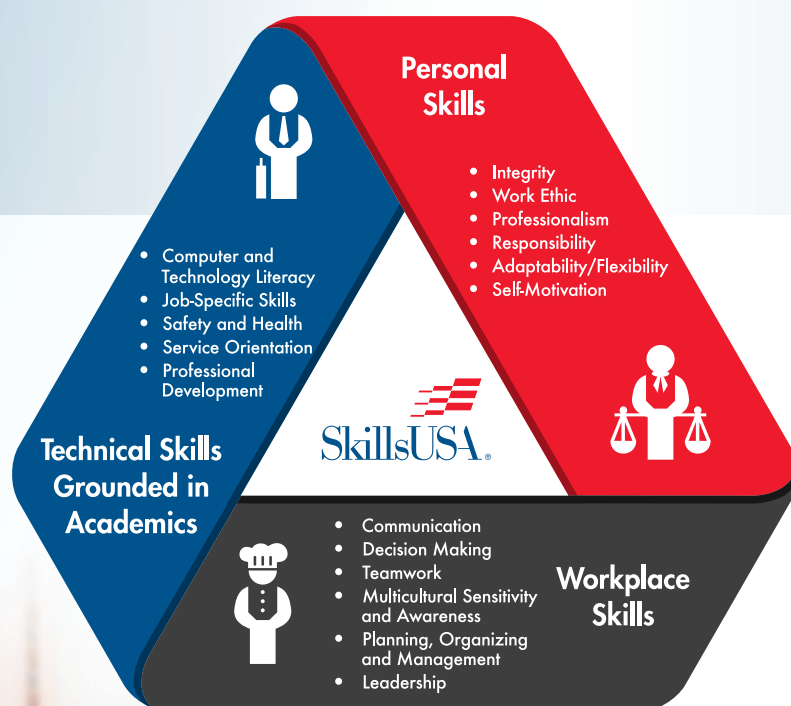 Personal
Skills
• Integrity
• Work Ethic
• Professionalism
• Responsibility
• Adaptability/Flexibility
• Self-Motivation
• Computer and
Technology Literacy
• Job-Specific Skills
• Safety and Health
• Service Orientation
• Professional
Development
Technical Skills
Grounded in
Academics
SkillsUSA®
• Communication
• Decision Making
• Teamwork
• Multicultural Sensitivity
and Awareness
• Planning, Organizing
and Management
• Leadership
Workplace
Skills